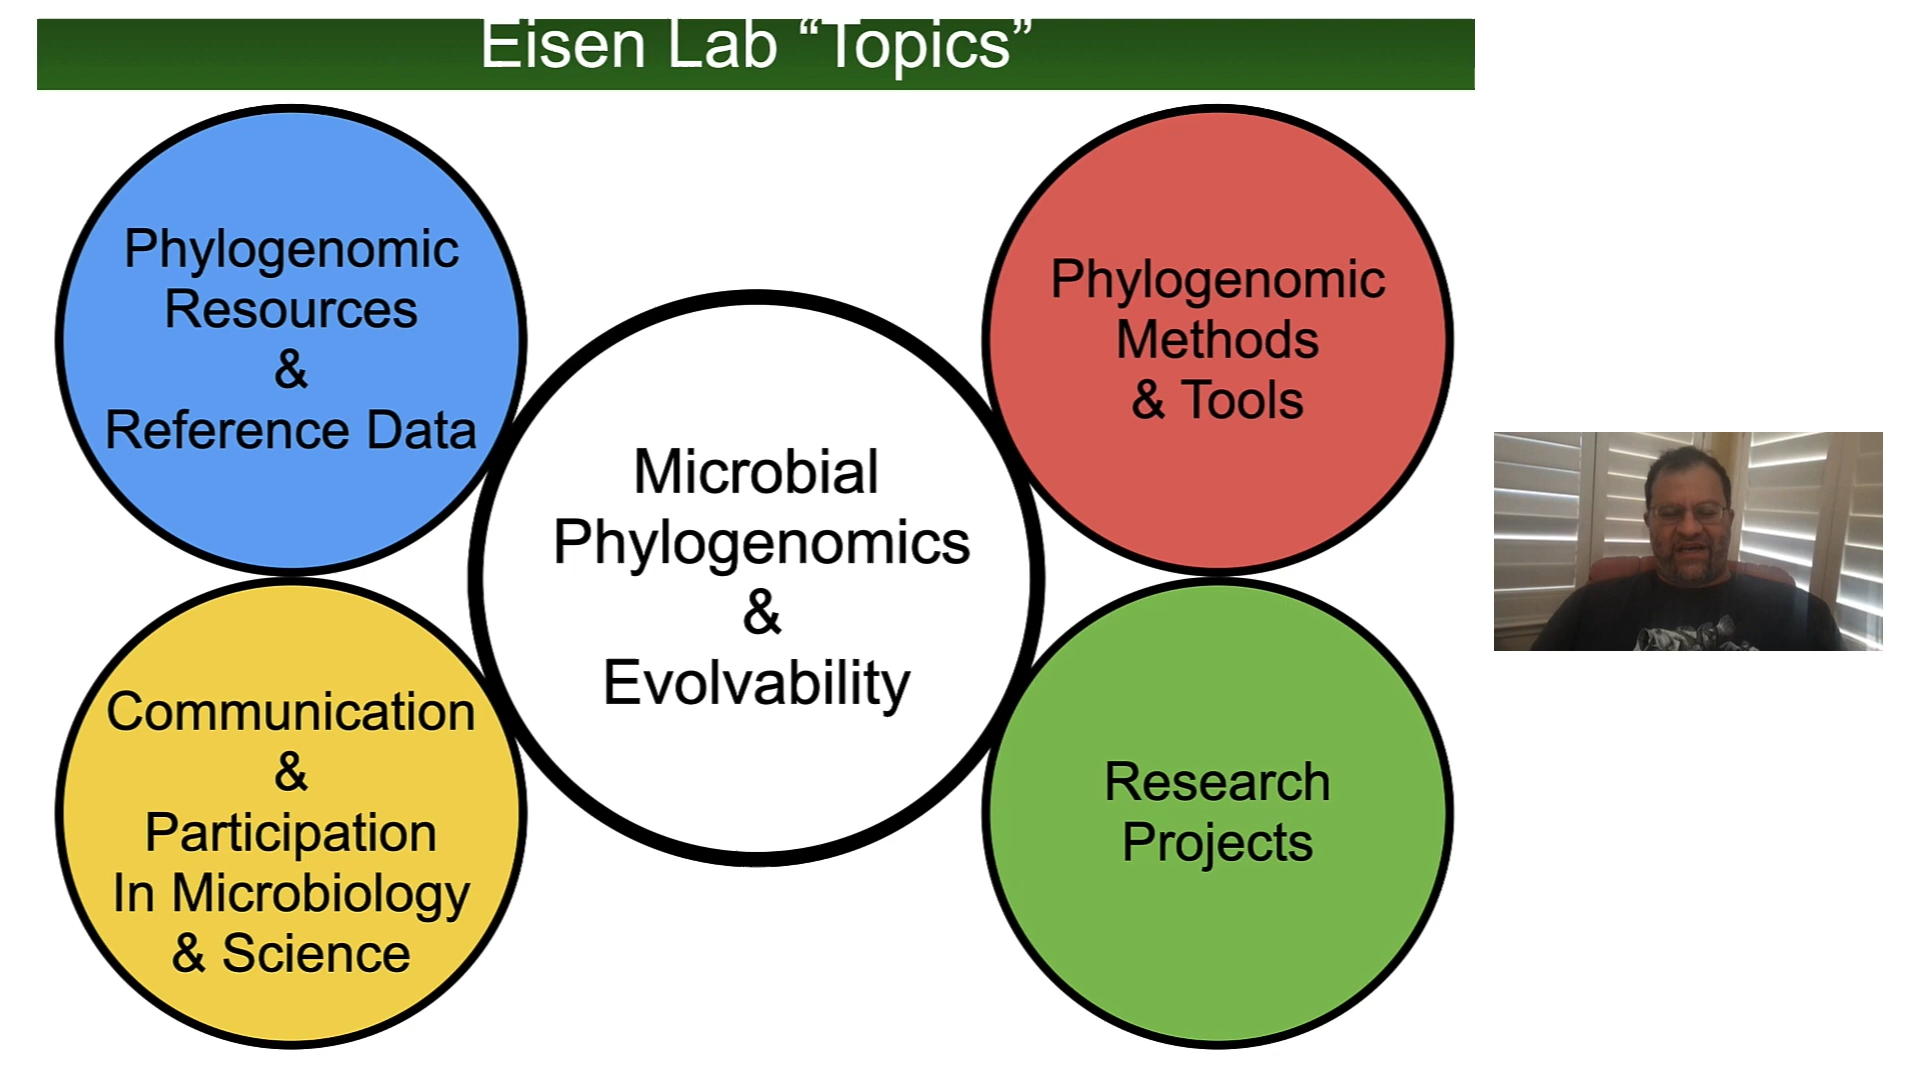 Eisen Lab “Topics”
Phylogenomic
Resources
&
Reference Data
Phylogenomic
Methods
& Tools
Microbial
Phylogenomics
&
Evolvability
Communication
&
Participation
In Microbiology
& Science
Research
Projects